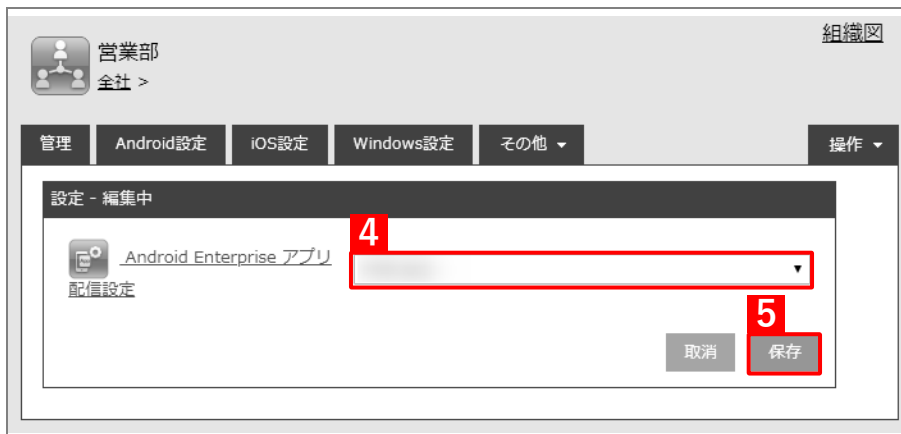 組織図
営業部
全社 >
管理 Android設定 iOS設定 Windows設定 その他 ▼ 操作 ▼
設定 - 編集中
4
Android Enterprise アプリ
配信設定
5
取消 保存